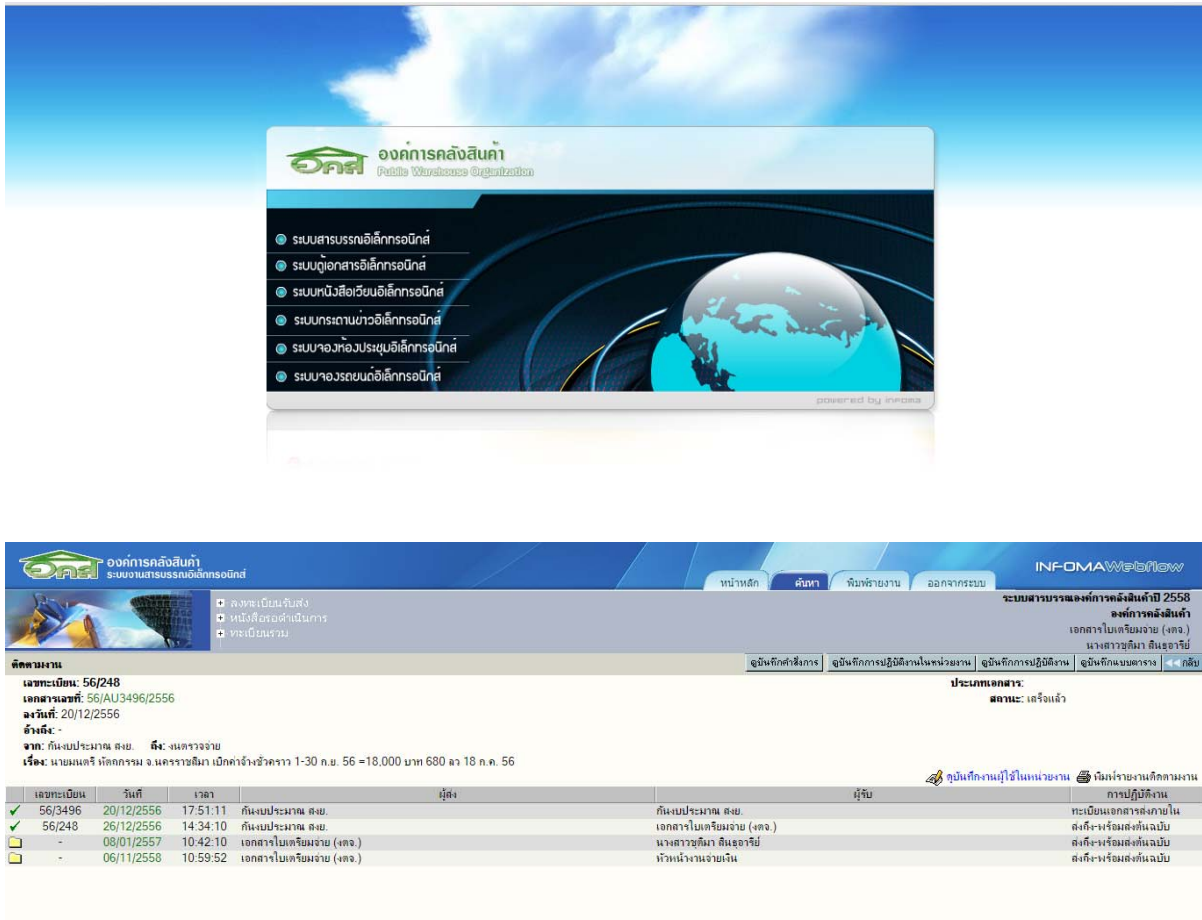 อคส องค์การคลังสินค้า
Public Warehouse Organization
ระบบสารบรรณอิเล็กทรอนิกส์
ระบบตู้เอกสารอิเล็กทรอนิกส์
ระบบหนังสือเวียนอิเล็กทรอนิกส์
ระบบกระดานข่าวอิเล็กทรอนิกส์
ระบบจองห้องประชุมอิเล็กทรอนิกส์
ระบบจองรถยนต์อิเล็กทรอนิกส์
powered by INFOMA
อคส องค์การคลังสินค้า
ระบบงานสารบรรณอิเล็กทรอนิกส์
INFOMAWebflow
หน้าหลัก ค้นหา พิมพ์รายงาน ออกจากระบบ
ลงทะเบียนรับส่ง
หนังสือรอดำเนินการ
ทะเบียนรวม
ระบบสารบรรณองค์การคลังสินค้าปี 2558
องค์การคลังสินค้า
เอกสารใบเตรียมจ่าย (งตจ.)
นางสาวชุติมา สินธุอารีย์
ติดตามงาน ดูบันทึกคำสั่งการ ดูบันทึกการปฏิบัติงานในหน่วยงาน ดูบันทึกการปฏิบัติงาน ดูบันทึกแบบตาราง กลับ
เลขทะเบียน: 56/248 ประเภทเอกสาร:
เอกสารเลขที่: 56/AU3496/2556 สถานะ: เสร็จแล้ว
ลงวันที่: 20/12/2556
อ้างถึง: -
จาก: กันงบประมาณ สงย. ถึง: งนตรวจจ่าย
เรื่อง: นายมนตรี หัตถกรรม จ.นครราชสีมา เบิกค่าจ้างชั่วคราว 1-30 ก.ย. 56 =18,000 บาท 680 ลว 18 ก.ค. 56
ดูบันทึกงานผู้ใช้ในหน่วยงาน พิมพ์รายงานติดตามงาน
เลขทะเบียน วันที่ เวลา ผู้ส่ง ผู้รับ การปฏิบัติงาน
56/3496 20/12/2556 17:51:11 กันงบประมาณ สงย. กันงบประมาณ สงย. ทะเบียนเอกสารส่งภายใน
56/248 26/12/2556 14:34:10 กันงบประมาณ สงย. เอกสารใบเตรียมจ่าย (งตจ.) ส่งถึง-พร้อมส่งต้นฉบับ
- 08/01/2557 10:42:10 เอกสารใบเตรียมจ่าย (งตจ.) นางสาวชุติมา สินธุอารีย์ ส่งถึง-พร้อมส่งต้นฉบับ
- 06/11/2558 10:59:52 เอกสารใบเตรียมจ่าย (งตจ.) หัวหน้างานจ่ายเงิน ส่งถึง-พร้อมส่งต้นฉบับ